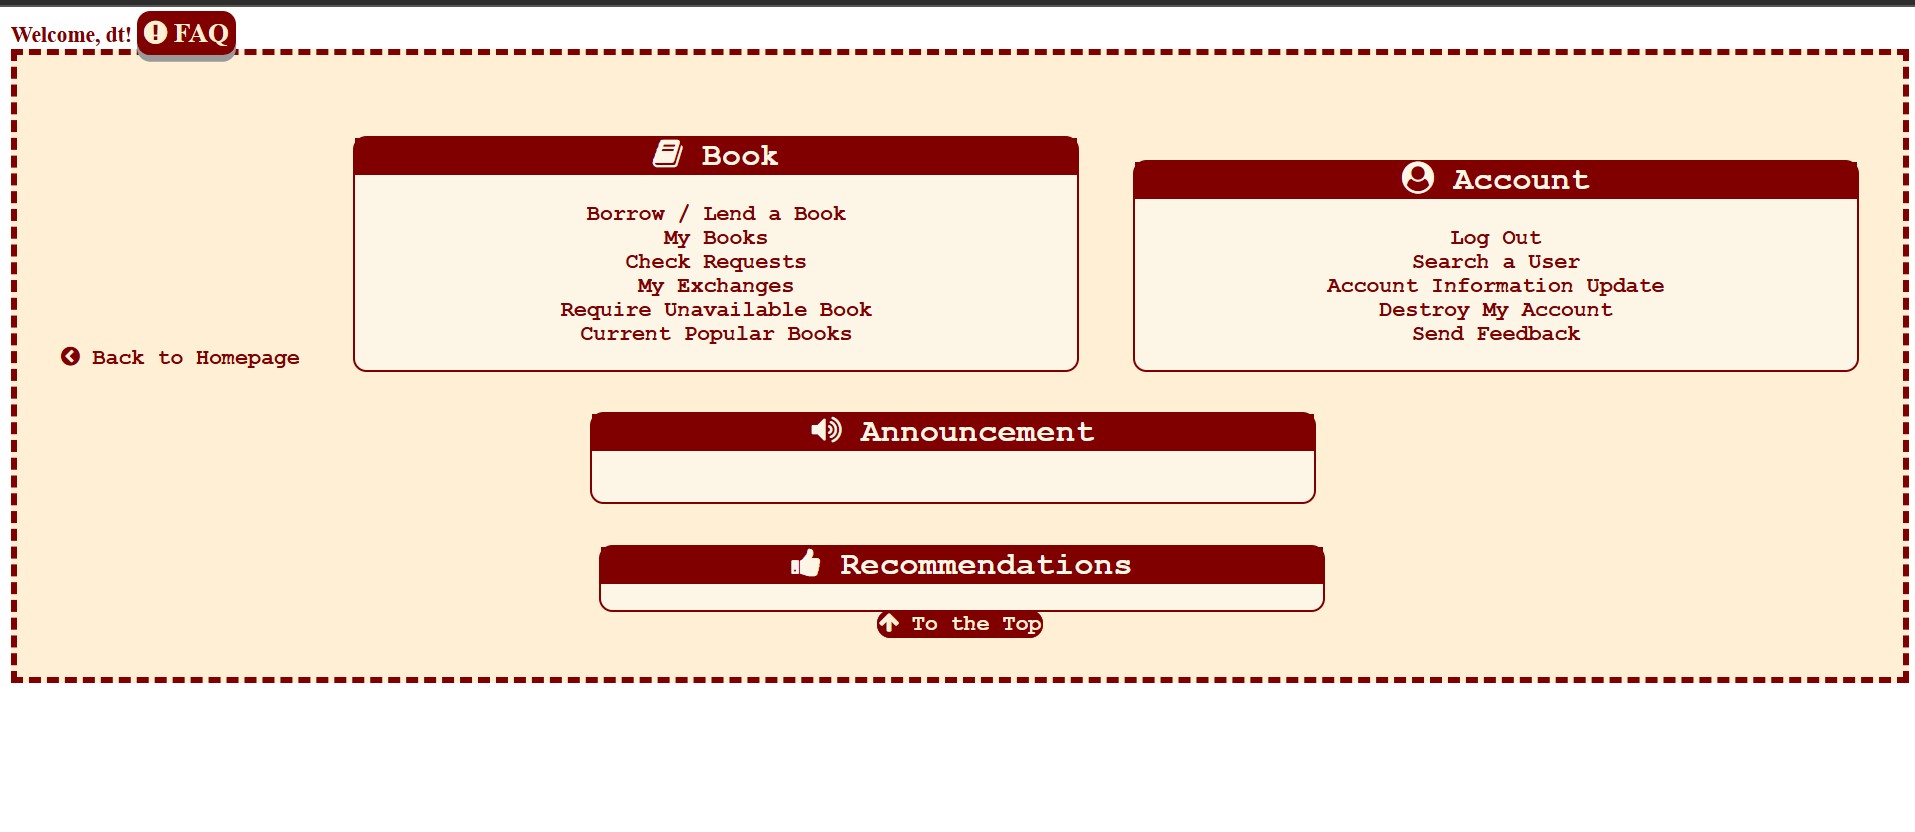 Welcome, dt! FAQ
Book
Borrow / Lend a Book
My Books
Check Requests
My Exchanges
Require Unavailable Book
Current Popular Books
Account
Log Out
Search a User
Account Information Update
Destroy My Account
Send Feedback
Back to Homepage
Announcement
Recommendations
To the Top